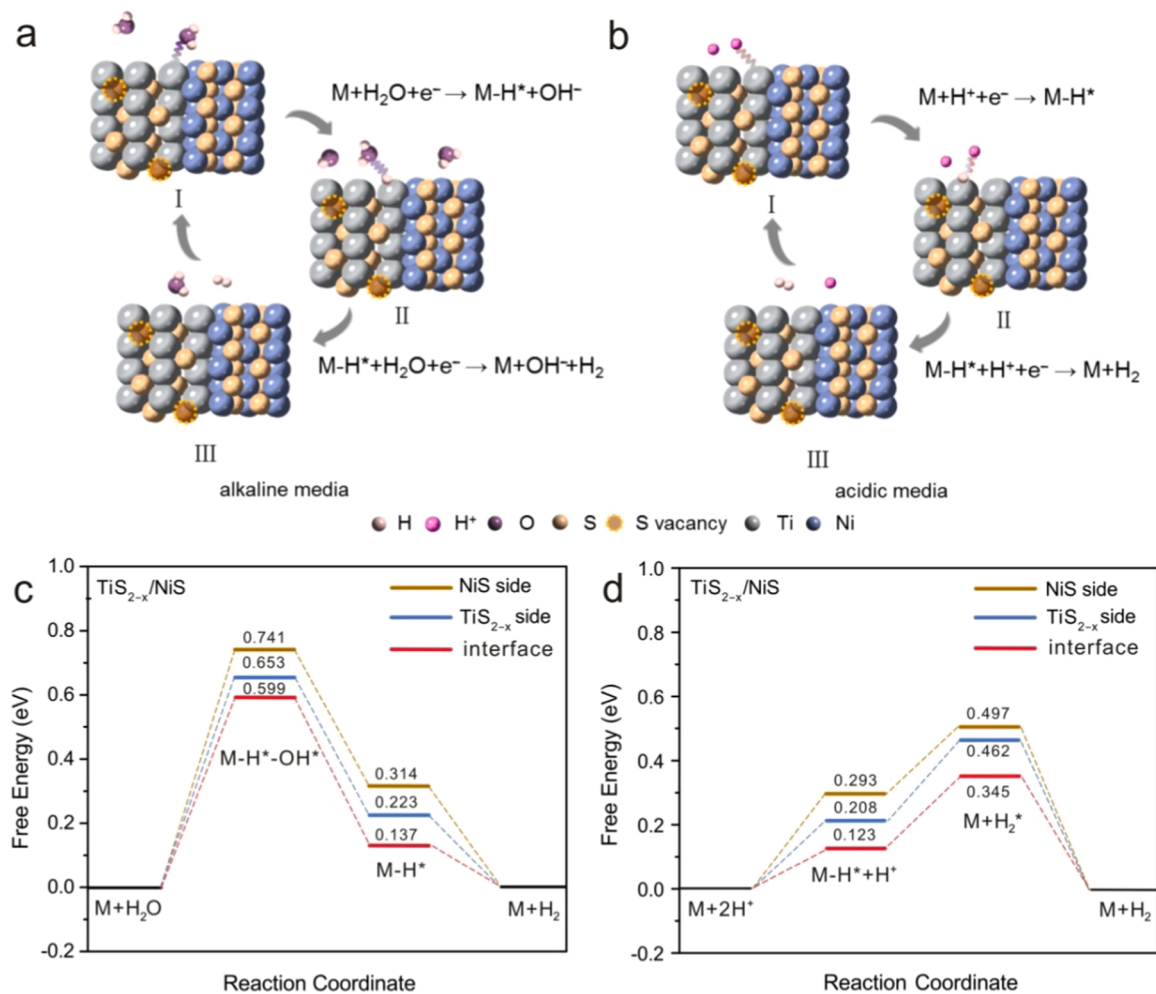 a
M+H₂O+e⁻ → M-H*+OH⁻
I
II
M-H*+H₂O+e⁻ → M+OH⁻+H₂
III
alkaline media
b
M+H⁺+e⁻ → M-H*
I
II
M-H*+H⁺+e⁻ → M+H₂
III
acidic media
H H⁺ O S S vacancy Ti Ni
c
TiS₂₋ₓ/NiS
NiS side
TiS₂₋ₓ side
interface
1.0
0.8
0.6
0.4
0.2
0.0
-0.2
Free Energy (eV)
0.741
0.653
0.599
M-H*-OH*
0.314
0.223
0.137
M-H*
M+H₂O
M+H₂
Reaction Coordinate
d
TiS₂₋ₓ/NiS
NiS side
TiS₂₋ₓ side
interface
1.0
0.8
0.6
0.4
0.2
0.0
-0.2
Free Energy (eV)
0.497
0.462
0.345
M+H₂*
0.293
0.208
0.123
M-H*+H⁺
M+2H⁺
M+H₂
Reaction Coordinate